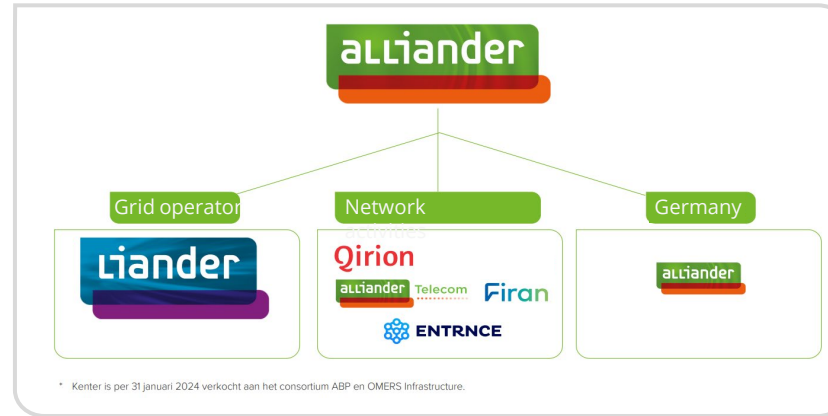 alliander
Grid operator
Network
activities
Germany
Liander
Qirion
alliander Telecom
Firan
ENTRNCE
alliander
* Kenter is per 31 januari 2024 verkocht aan het consortium ABP en OMERS Infrastructure.